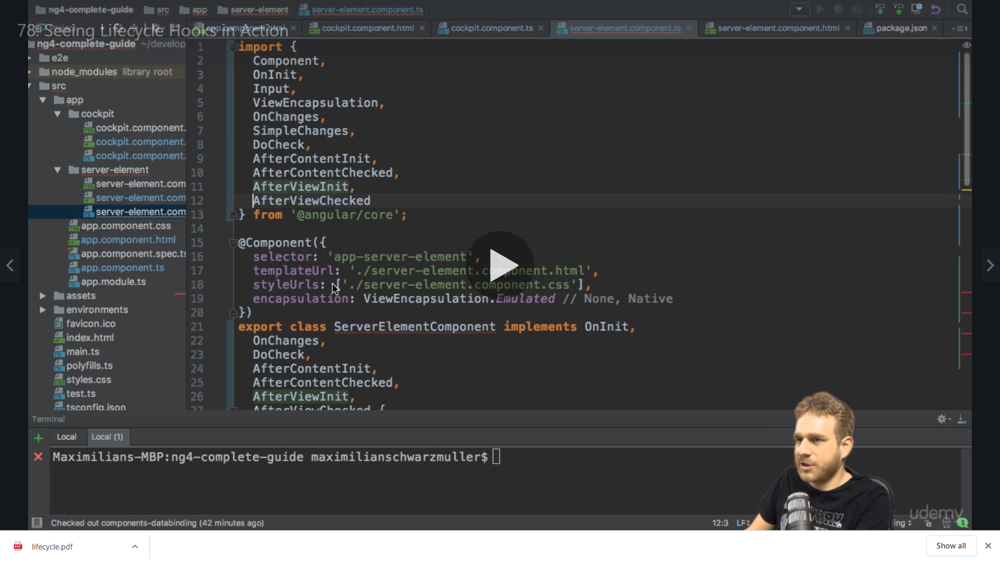 ng4-complete-guide src app server-element server-element.component.ts
78. Seeing Lifecycle Hooks in Action
cockpit.component.html cockpit.component.ts server-element.component.ts server-element.component.html package.json
ng4-complete-guide ~/develop
e2e
node_modules library root
src
app
cockpit
cockpit.component.
cockpit.component.
cockpit.component.
server-element
server-element.com
server-element.com
server-element.com
app.component.css
app.component.html
app.component.spec.ts
app.component.ts
app.module.ts
assets
environments
favicon.ico
index.html
main.ts
polyfills.ts
styles.css
test.ts
tsconfig.json
1 import {
2 Component,
3 OnInit,
4 Input,
5 ViewEncapsulation,
6 OnChanges,
7 SimpleChanges,
8 DoCheck,
9 AfterContentInit,
10 AfterContentChecked,
11 AfterViewInit,
12 AfterViewChecked
13 } from '@angular/core';
14
15 @Component({
16 selector: 'app-server-element',
17 templateUrl: './server-element.component.html',
18 styleUrls: ['./server-element.component.css'],
19 encapsulation: ViewEncapsulation.Emulated // None, Native
20 })
21 export class ServerElementComponent implements OnInit,
22 OnChanges,
23 DoCheck,
24 AfterContentInit,
25 AfterContentChecked,
26 AfterViewInit,
27 AfterViewChecked {
Terminal
Local Local (1)
Maximilians-MBP:ng4-complete-guide maximilianschwarzmuller$
Checked out components-databinding (42 minutes ago)
12:3 LF
udemy
1
lifecycle.pdf
Show all